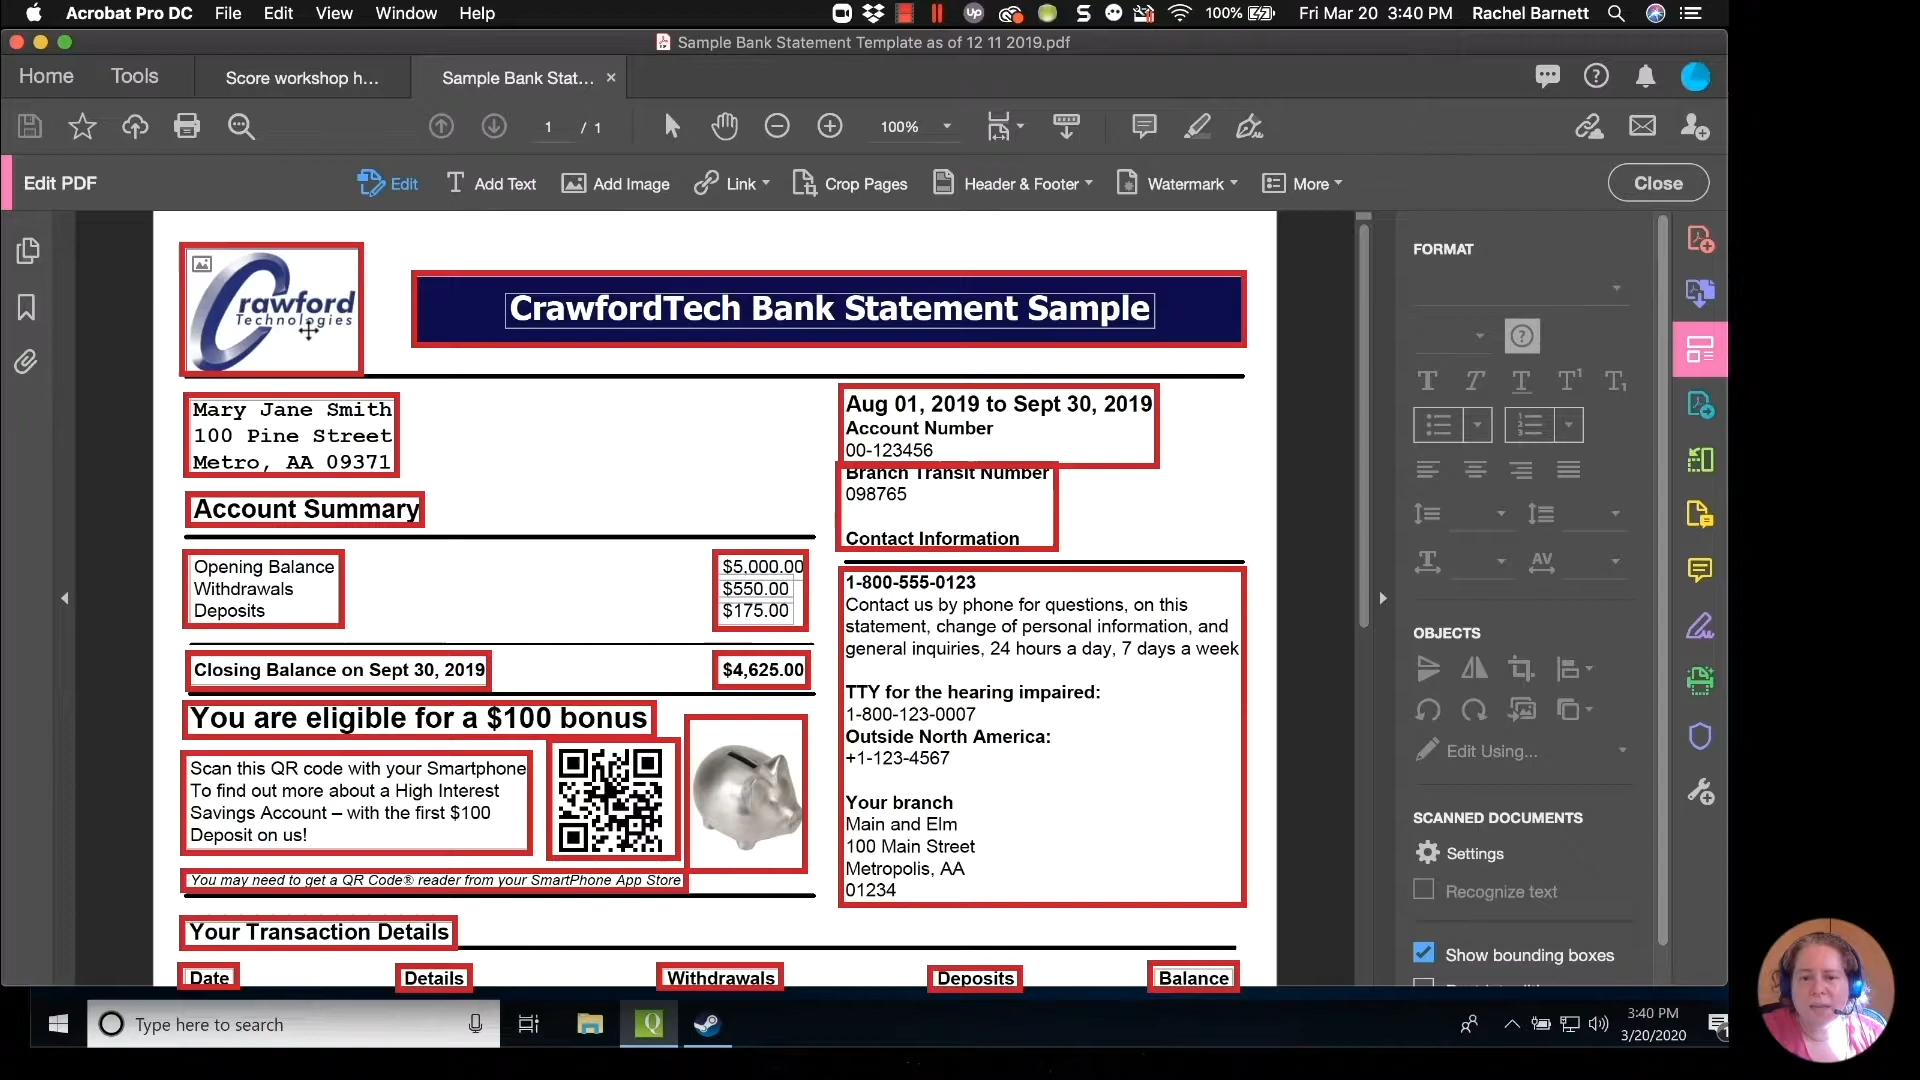 Acrobat Pro DC File Edit View Window Help
100% Fri Mar 20 3:40 PM Rachel Barnett
Sample Bank Statement Template as of 12 11 2019.pdf
Home Tools Score workshop h... Sample Bank Stat... ×
1 / 1 100%
Edit PDF Edit Add Text Add Image Link Crop Pages Header & Footer Watermark More Close
Crawford
Technologies
CrawfordTech Bank Statement Sample
Mary Jane Smith
100 Pine Street
Metro, AA 09371
Aug 01, 2019 to Sept 30, 2019
Account Number
00-123456
Branch Transit Number
098765
Contact Information
Account Summary
Opening Balance $5,000.00
Withdrawals $550.00
Deposits $175.00
Closing Balance on Sept 30, 2019 $4,625.00
You are eligible for a $100 bonus
Scan this QR code with your Smartphone
To find out more about a High Interest
Savings Account – with the first $100
Deposit on us!
You may need to get a QR Code® reader from your SmartPhone App Store
1-800-555-0123
Contact us by phone for questions, on this
statement, change of personal information, and
general inquiries, 24 hours a day, 7 days a week
TTY for the hearing impaired:
1-800-123-0007
Outside North America:
+1-123-4567
Your branch
Main and Elm
100 Main Street
Metropolis, AA
01234
Your Transaction Details
Date Details Withdrawals Deposits Balance
FORMAT
OBJECTS
Edit Using...
SCANNED DOCUMENTS
Settings
Recognize text
Show bounding boxes
Type here to search
3:40 PM
3/20/2020